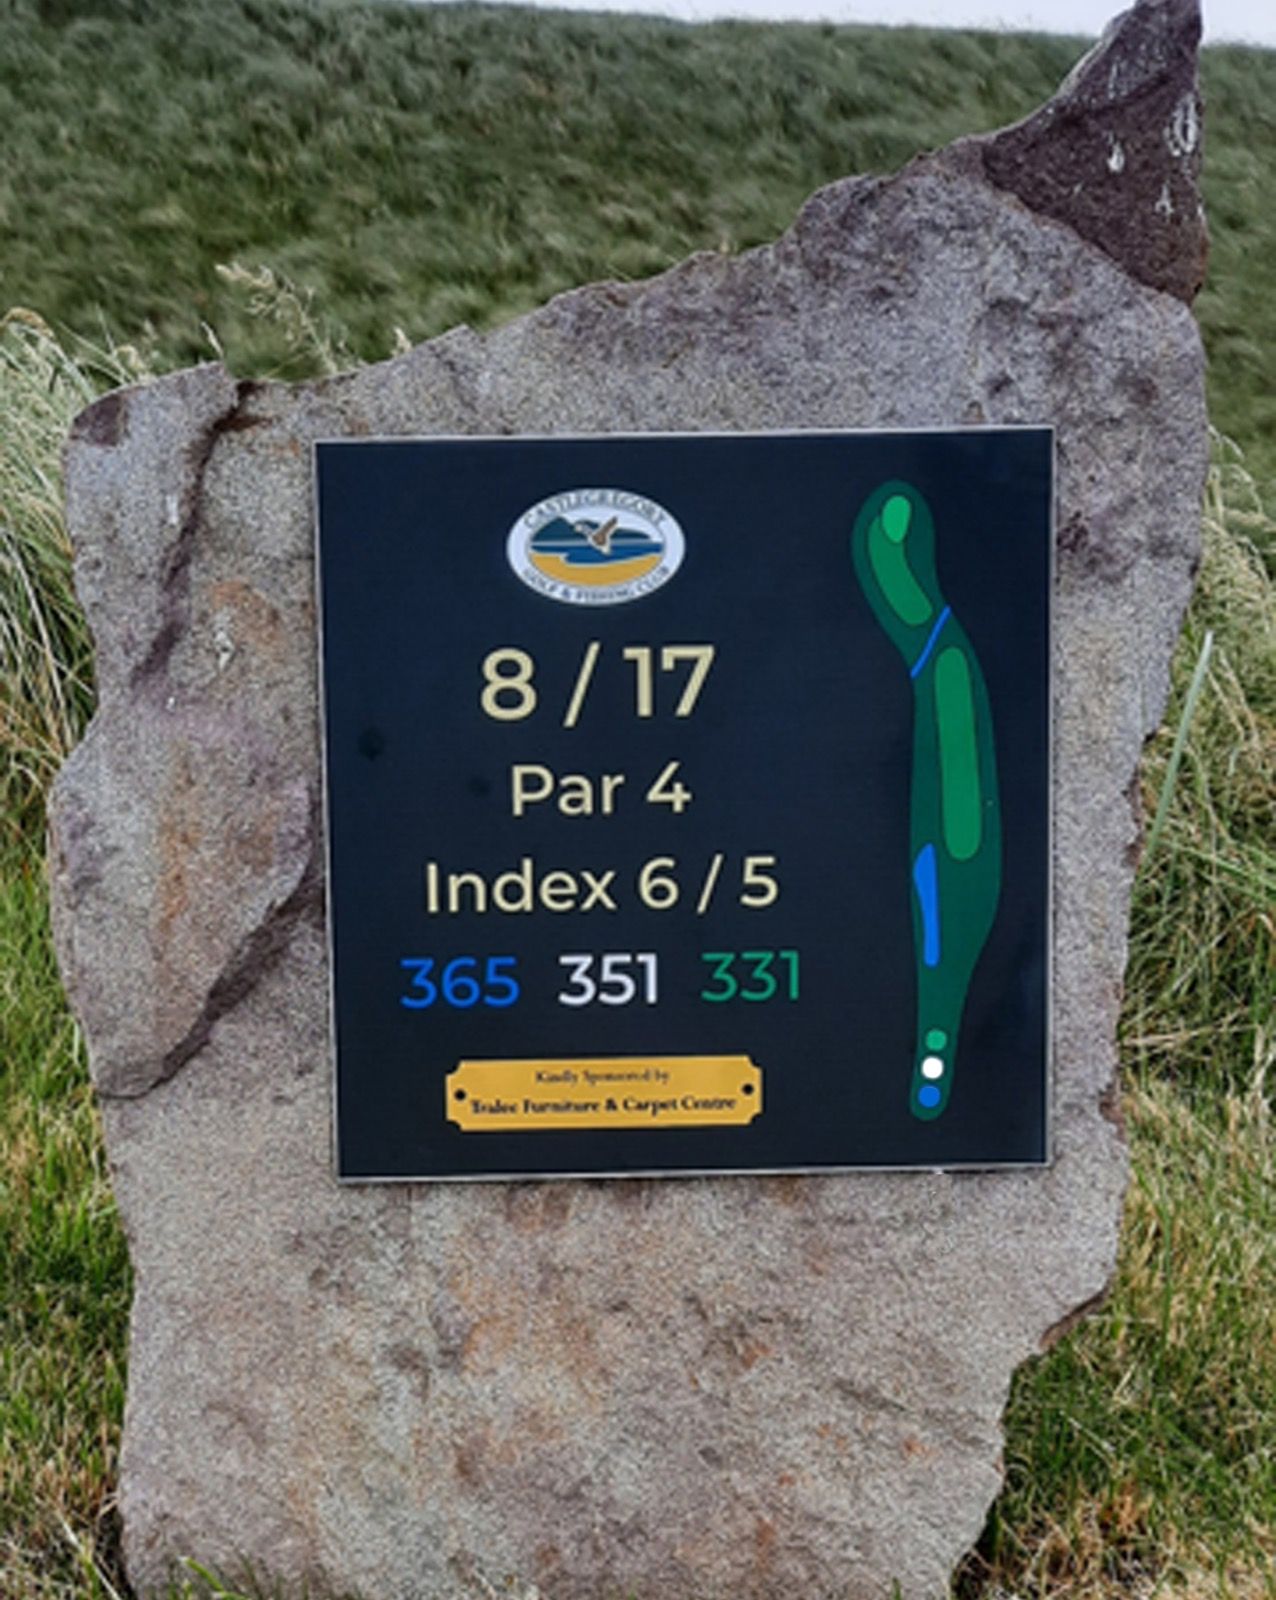 CASTLEGREGORY
GOLF & FISHING CLUB
8 / 17
Par 4
Index 6 / 5
365 351 331
Kindly Sponsored by
Tralee Furniture & Carpet Centre